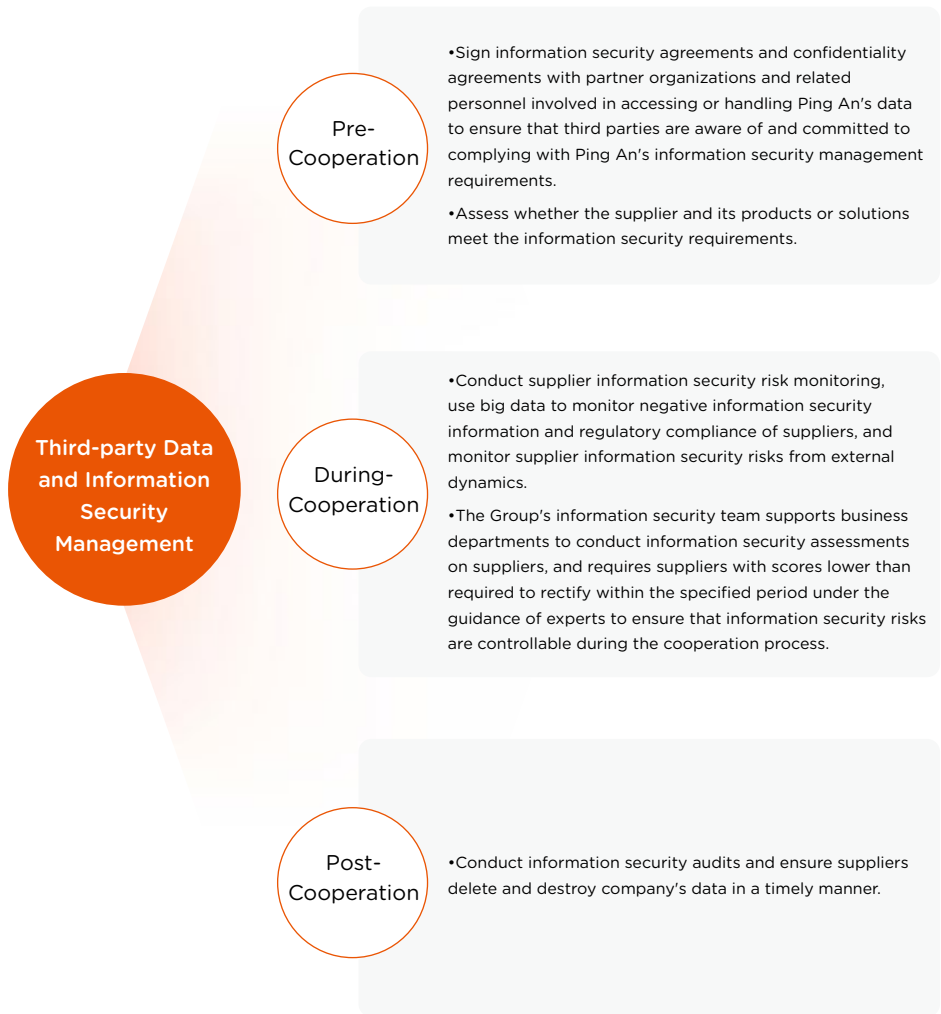 Third-party Data
and Information
Security
Management
Pre-
Cooperation
•Sign information security agreements and confidentiality
agreements with partner organizations and related
personnel involved in accessing or handling Ping An's data
to ensure that third parties are aware of and committed to
complying with Ping An's information security management
requirements.
•Assess whether the supplier and its products or solutions
meet the information security requirements.
During-
Cooperation
•Conduct supplier information security risk monitoring,
use big data to monitor negative information security
information and regulatory compliance of suppliers, and
monitor supplier information security risks from external
dynamics.
•The Group's information security team supports business
departments to conduct information security assessments
on suppliers, and requires suppliers with scores lower than
required to rectify within the specified period under the
guidance of experts to ensure that information security risks
are controllable during the cooperation process.
Post-
Cooperation
•Conduct information security audits and ensure suppliers
delete and destroy company's data in a timely manner.